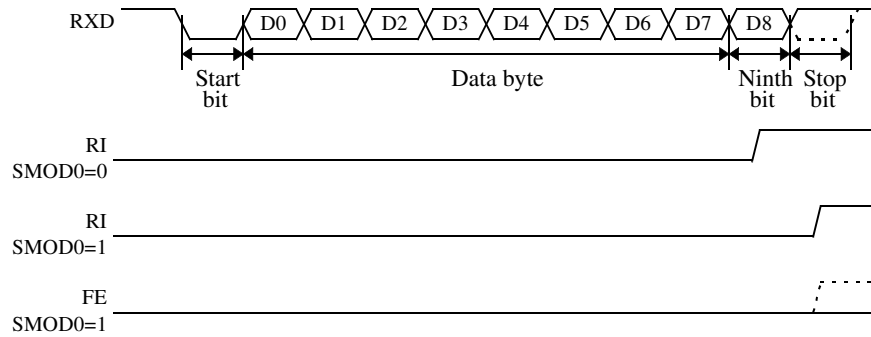 RXD D0 D1 D2 D3 D4 D5 D6 D7 D8
Start bit
Data byte
Ninth bit
Stop bit
RI
SMOD0=0
RI
SMOD0=1
FE
SMOD0=1